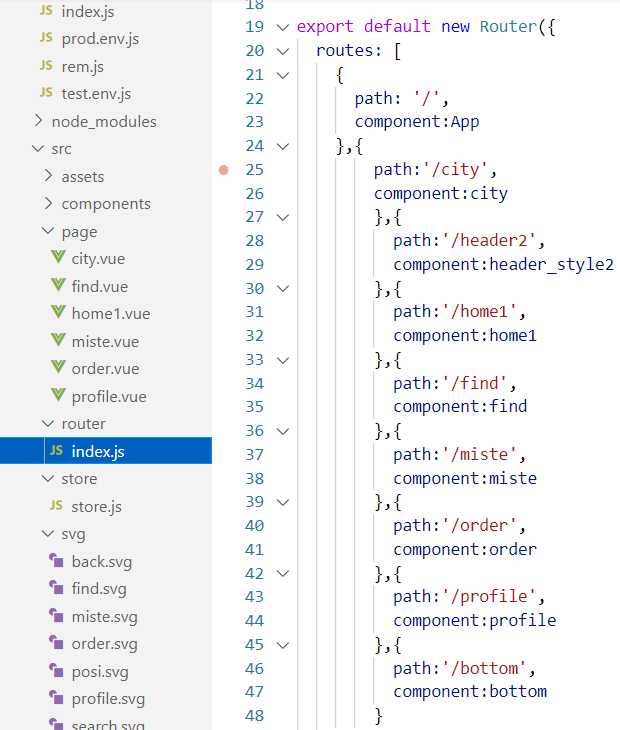 index.js
prod.env.js
rem.js
test.env.js
node_modules
src
assets
components
page
city.vue
find.vue
home1.vue
miste.vue
order.vue
profile.vue
router
index.js
store
store.js
svg
back.svg
find.svg
miste.svg
order.svg
posi.svg
profile.svg
search.svg
18
19 export default new Router({
20 routes: [
21 {
22 path: '/',
23 component:App
24 },{
25 path:'/city',
26 component:city
27 },{
28 path:'/header2',
29 component:header_style2
30 },{
31 path:'/home1',
32 component:home1
33 },{
34 path:'/find',
35 component:find
36 },{
37 path:'/miste',
38 component:miste
39 },{
40 path:'/order',
41 component:order
42 },{
43 path:'/profile',
44 component:profile
45 },{
46 path:'/bottom',
47 component:bottom
48 }